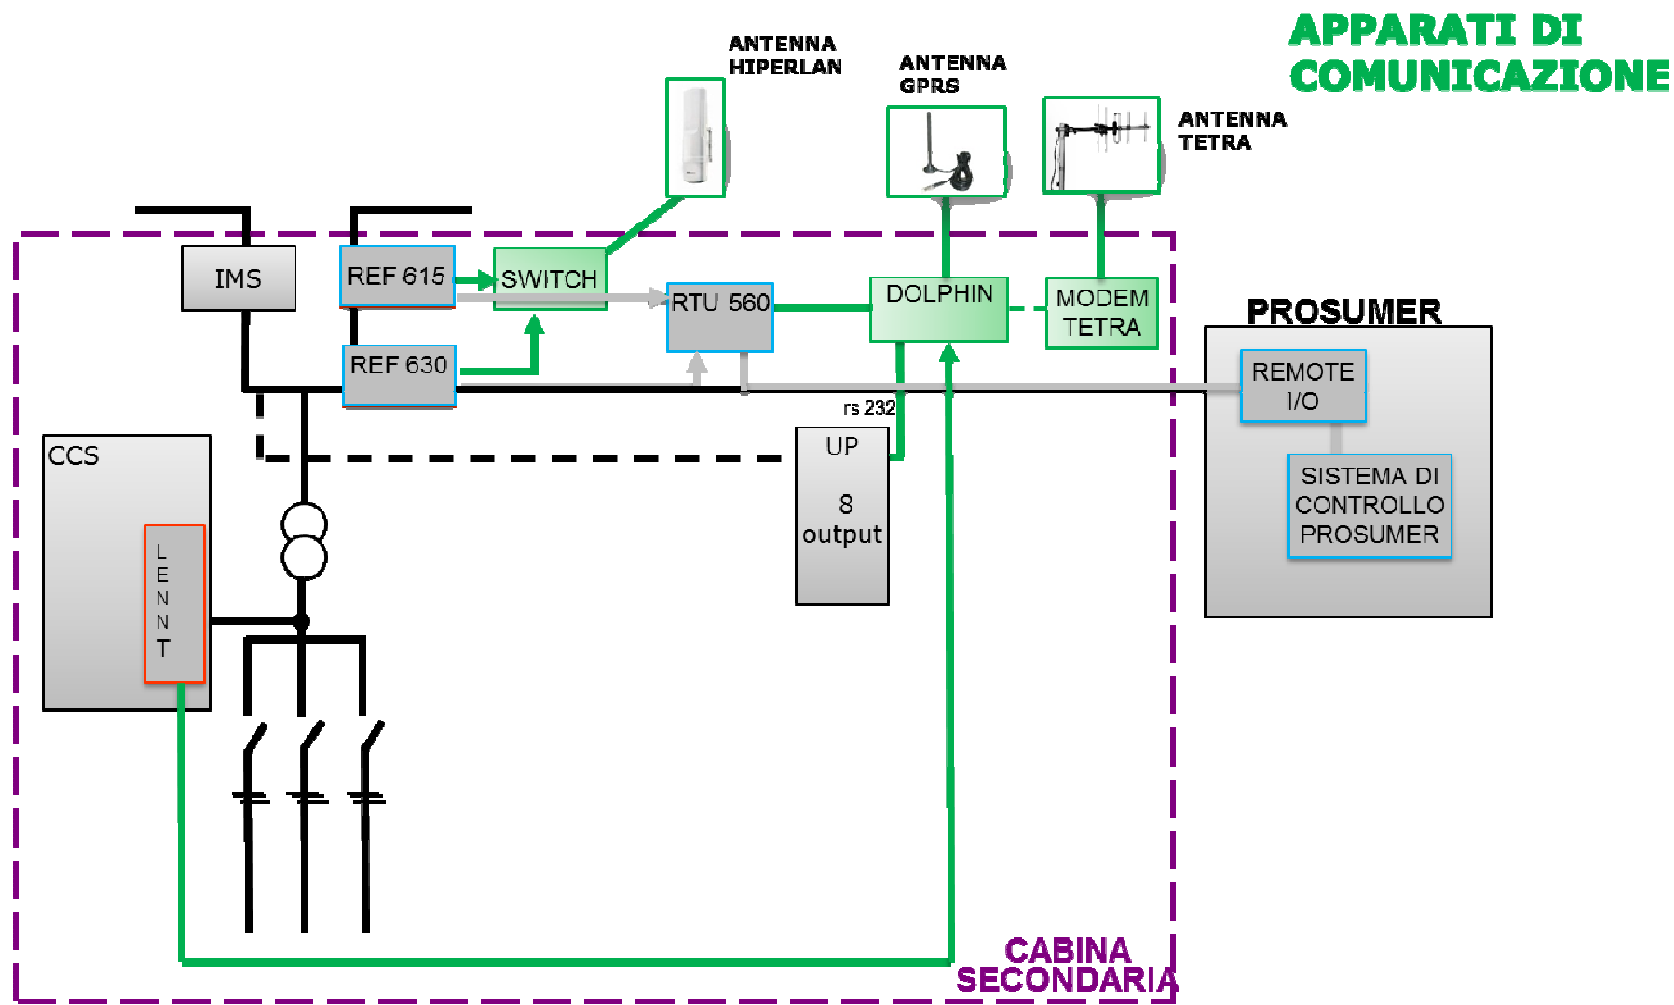 APPARATI DI
COMUNICAZIONE
ANTENNA
HIPERLAN
ANTENNA
GPRS
ANTENNA
TETRA
IMS
REF 615
SWITCH
RTU 560
DOLPHIN
MODEM
TETRA
REF 630
PROSUMER
REMOTE
I/O
SISTEMA DI
CONTROLLO
PROSUMER
rs 232
UP
8
output
CCS
L
E
N
N
T
CABINA
SECONDARIA